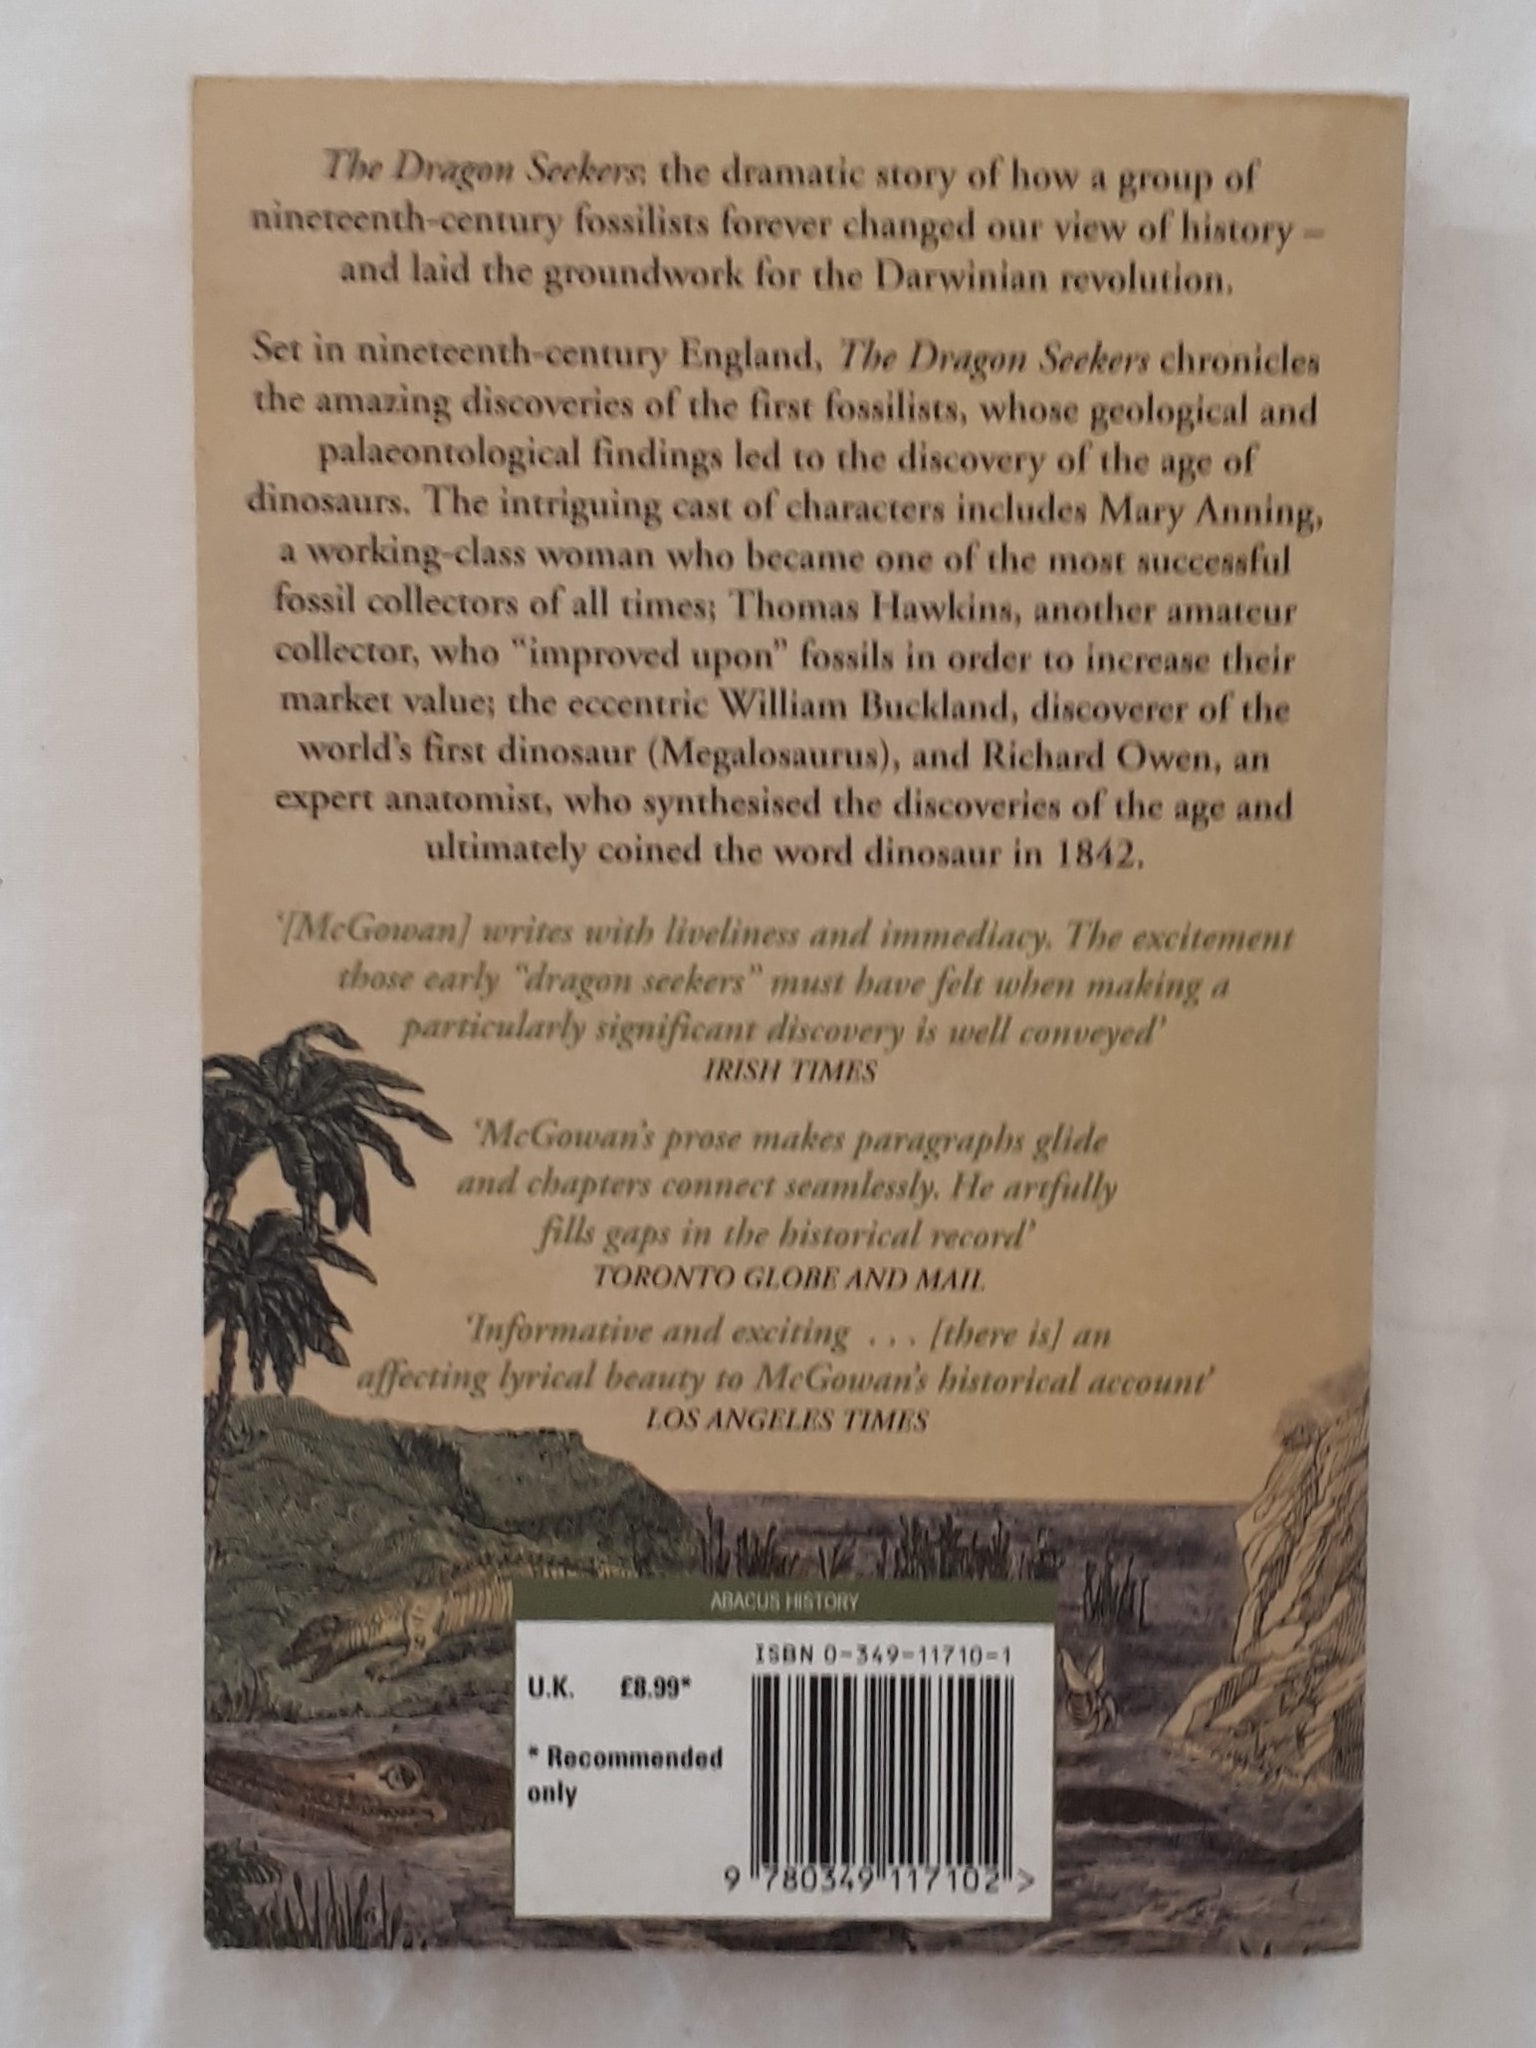 The Dragon Seekers: the dramatic story of how a group of
nineteenth-century fossilists forever changed our view of history –
and laid the groundwork for the Darwinian revolution.
Set in nineteenth-century England, The Dragon Seekers chronicles
the amazing discoveries of the first fossilists, whose geological and
palaeontological findings led to the discovery of the age of
dinosaurs. The intriguing cast of characters includes Mary Anning,
a working-class woman who became one of the most successful
fossil collectors of all times; Thomas Hawkins, another amateur
collector, who “improved upon” fossils in order to increase their
market value; the eccentric William Buckland, discoverer of the
world's first dinosaur (Megalosaurus), and Richard Owen, an
expert anatomist, who synthesised the discoveries of the age and
ultimately coined the word dinosaur in 1842.
‘[McGowan] writes with liveliness and immediacy. The excitement
those early “dragon seekers” must have felt when making a
particularly significant discovery is well conveyed’
IRISH TIMES
‘McGowan's prose makes paragraphs glide
and chapters connect seamlessly. He artfully
fills gaps in the historical record’
TORONTO GLOBE AND MAIL
‘Informative and exciting . . . [there is] an
affecting lyrical beauty to McGowan's historical account’
LOS ANGELES TIMES
ABACUS HISTORY
ISBN 0-349-11710-1
U.K. £8.99*
* Recommended
only
9 780349 117102 >